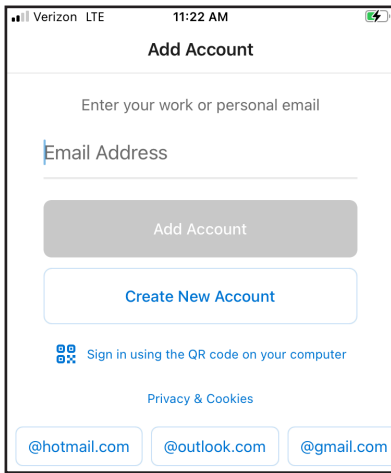 Verizon LTE 11:22 AM
Add Account
Enter your work or personal email
Email Address
Add Account
Create New Account
Sign in using the QR code on your computer
Privacy & Cookies
@hotmail.com @outlook.com @gmail.com